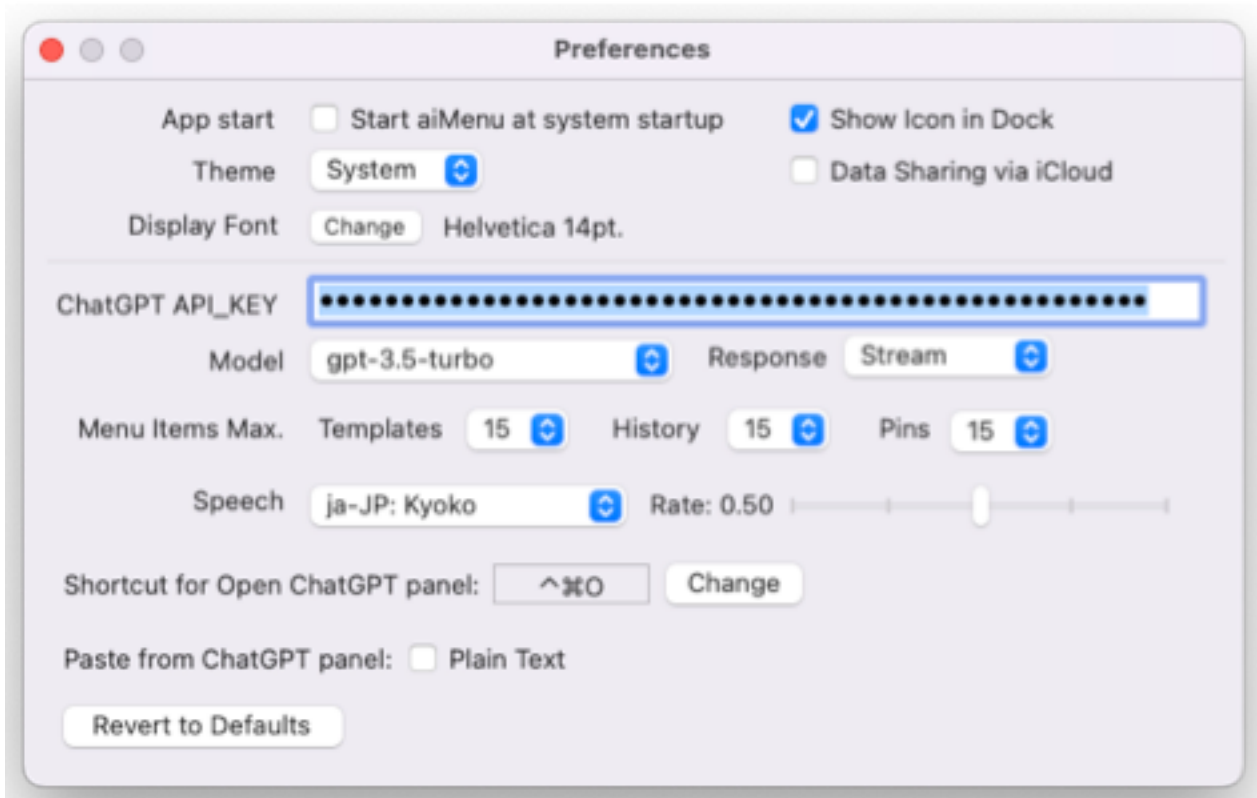 Preferences
App start Start aiMenu at system startup Show Icon in Dock
Theme System Data Sharing via iCloud
Display Font Change Helvetica 14pt.
ChatGPT API_KEY •••••••••••••••••••••••••••••••••••••••••••••••••••
Model gpt-3.5-turbo Response Stream
Menu Items Max. Templates 15 History 15 Pins 15
Speech ja-JP: Kyoko Rate: 0.50
Shortcut for Open ChatGPT panel: ^⌘O Change
Paste from ChatGPT panel: Plain Text
Revert to Defaults